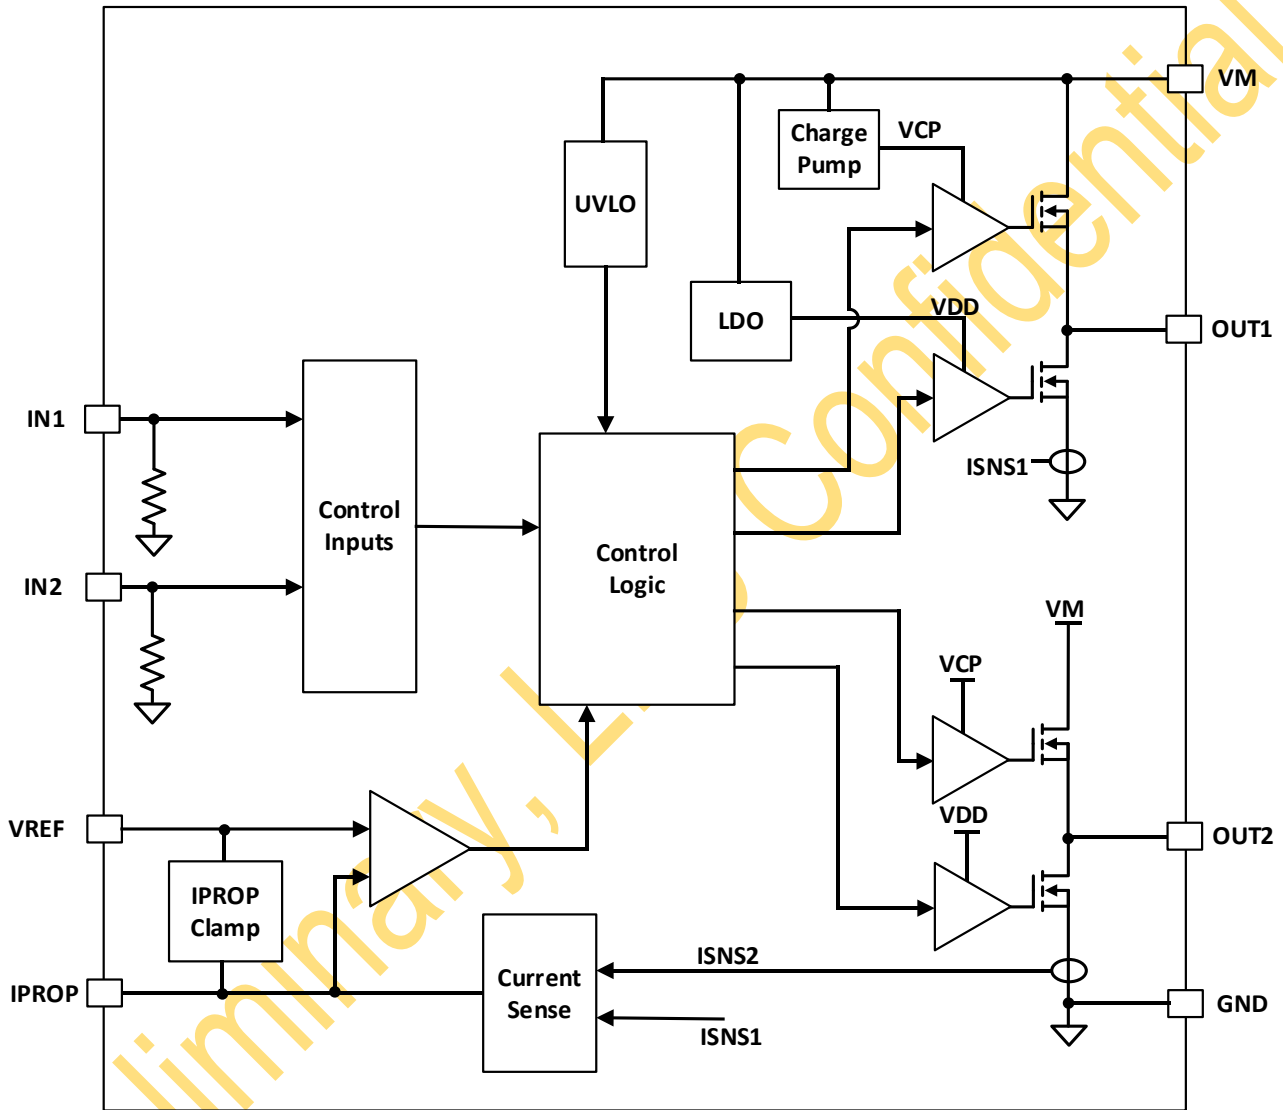 VM
Charge
Pump
VCP
UVLO
LDO
VDD
OUT1
IN1
ISNS1
Control
Inputs
Control
Logic
IN2
VM
VCP
VREF
VDD
OUT2
IPROP
Clamp
ISNS2
IPROP
Current
Sense
GND
ISNS1
liminary, L
Confidential